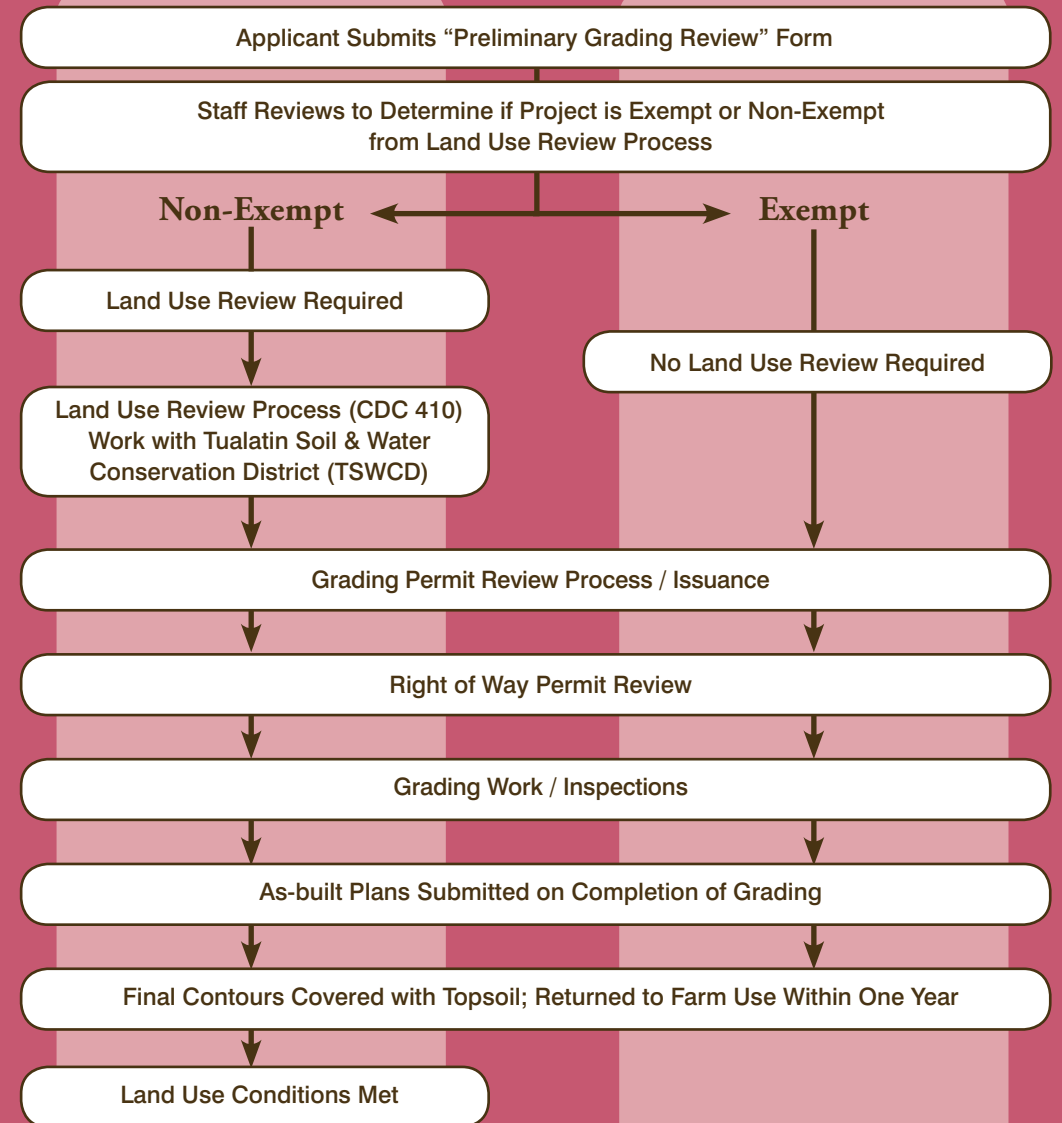 Applicant Submits “Preliminary Grading Review” Form
Staff Reviews to Determine if Project is Exempt or Non-Exempt
from Land Use Review Process
Non-Exempt
Exempt
Land Use Review Required
No Land Use Review Required
Land Use Review Process (CDC 410)
Work with Tualatin Soil & Water
Conservation District (TSWCD)
Grading Permit Review Process / Issuance
Right of Way Permit Review
Grading Work / Inspections
As-built Plans Submitted on Completion of Grading
Final Contours Covered with Topsoil; Returned to Farm Use Within One Year
Land Use Conditions Met